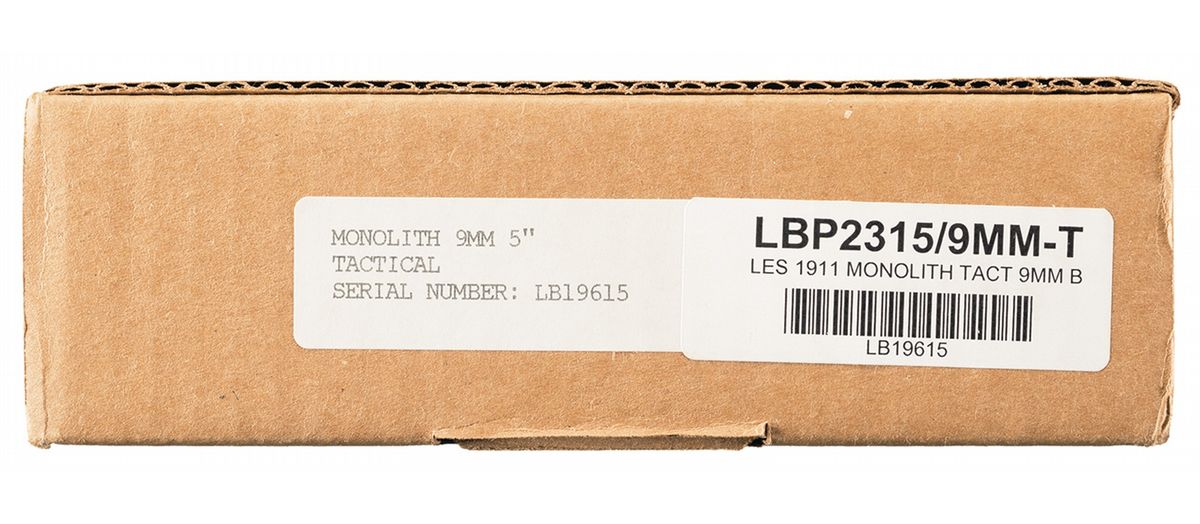 MONOLITH 9MM 5"
TACTICAL
SERIAL NUMBER: LB19615
LBP2315/9MM-T
LES 1911 MONOLITH TACT 9MM B
LB19615